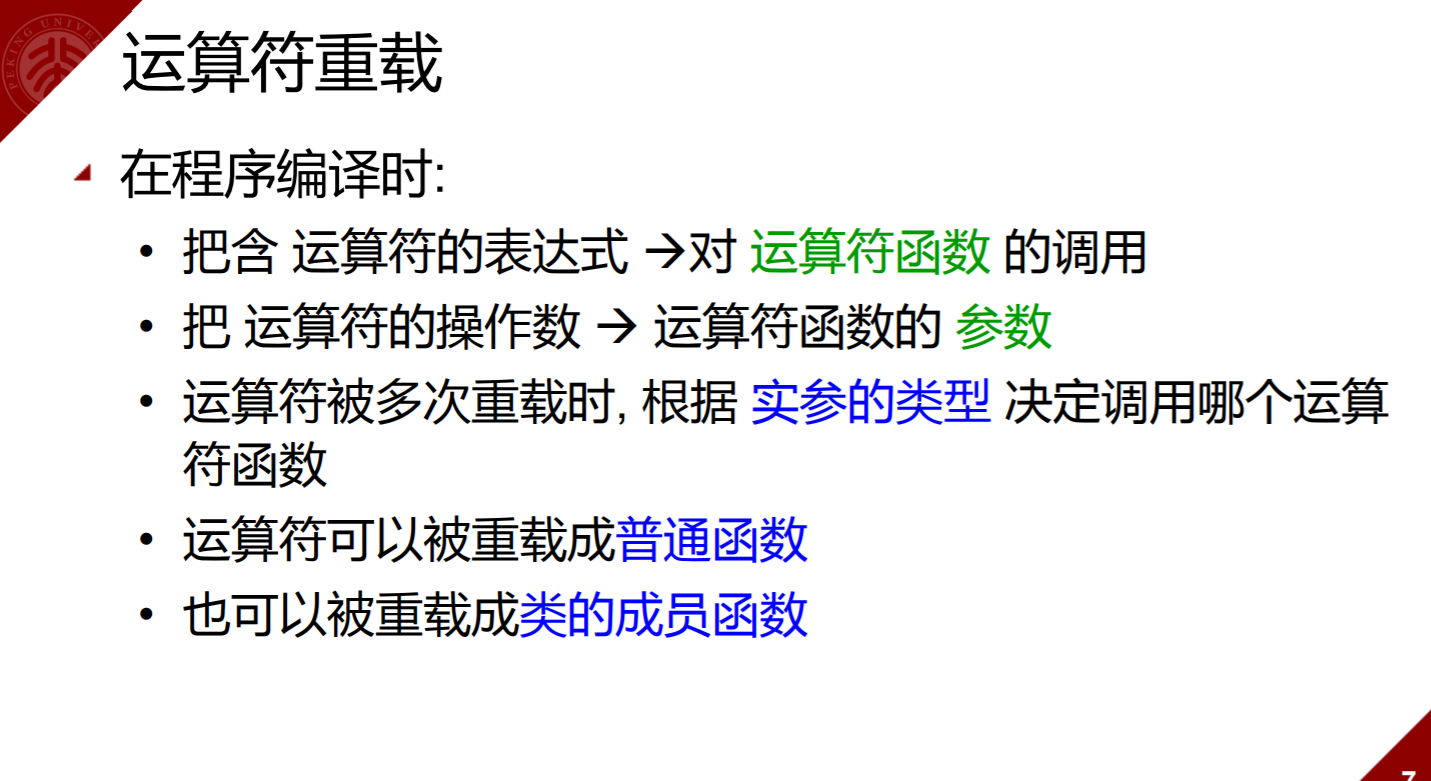 PEKING UNIVER
运算符重载
在程序编译时:
• 把含 运算符的表达式 →对 运算符函数 的调用
• 把 运算符的操作数 → 运算符函数的 参数
• 运算符被多次重载时, 根据 实参的类型 决定调用哪个运算
符函数
• 运算符可以被重载成普通函数
• 也可以被重载成类的成员函数
7